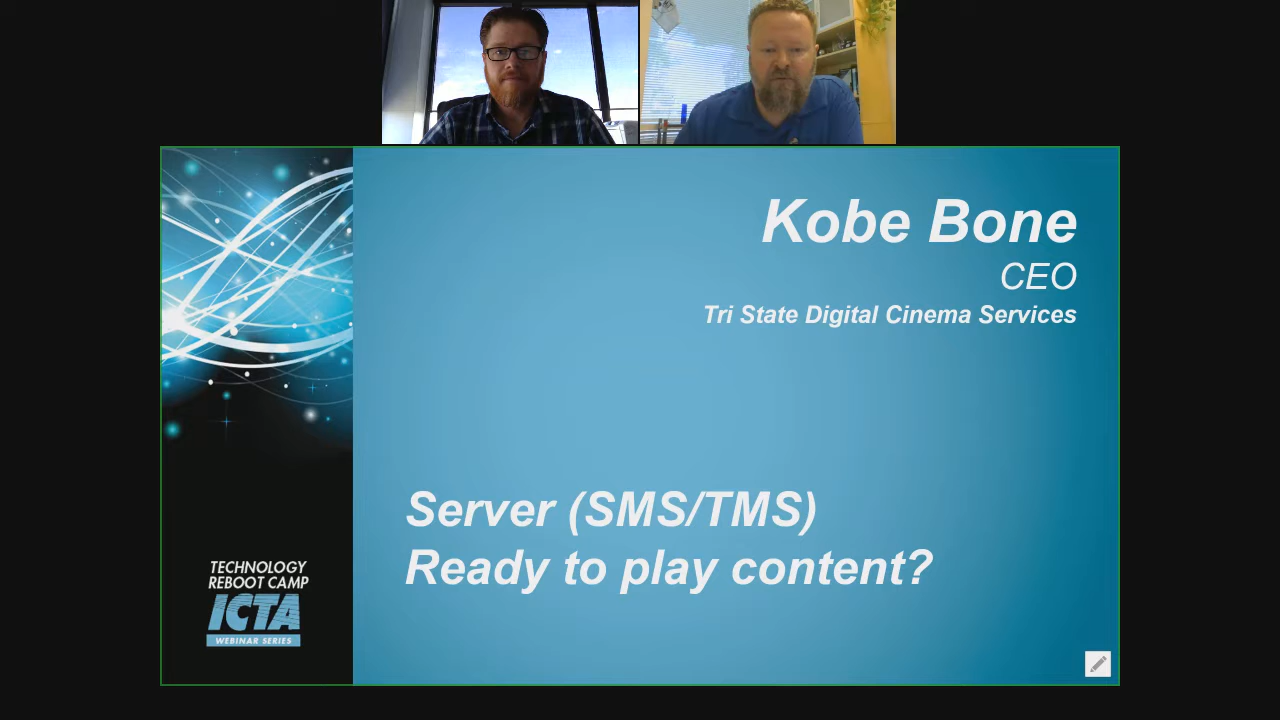 Kobe Bone
CEO
Tri State Digital Cinema Services
Server (SMS/TMS)
Ready to play content?
TECHNOLOGY
REBOOT CAMP
ICTA
WEBINAR SERIES